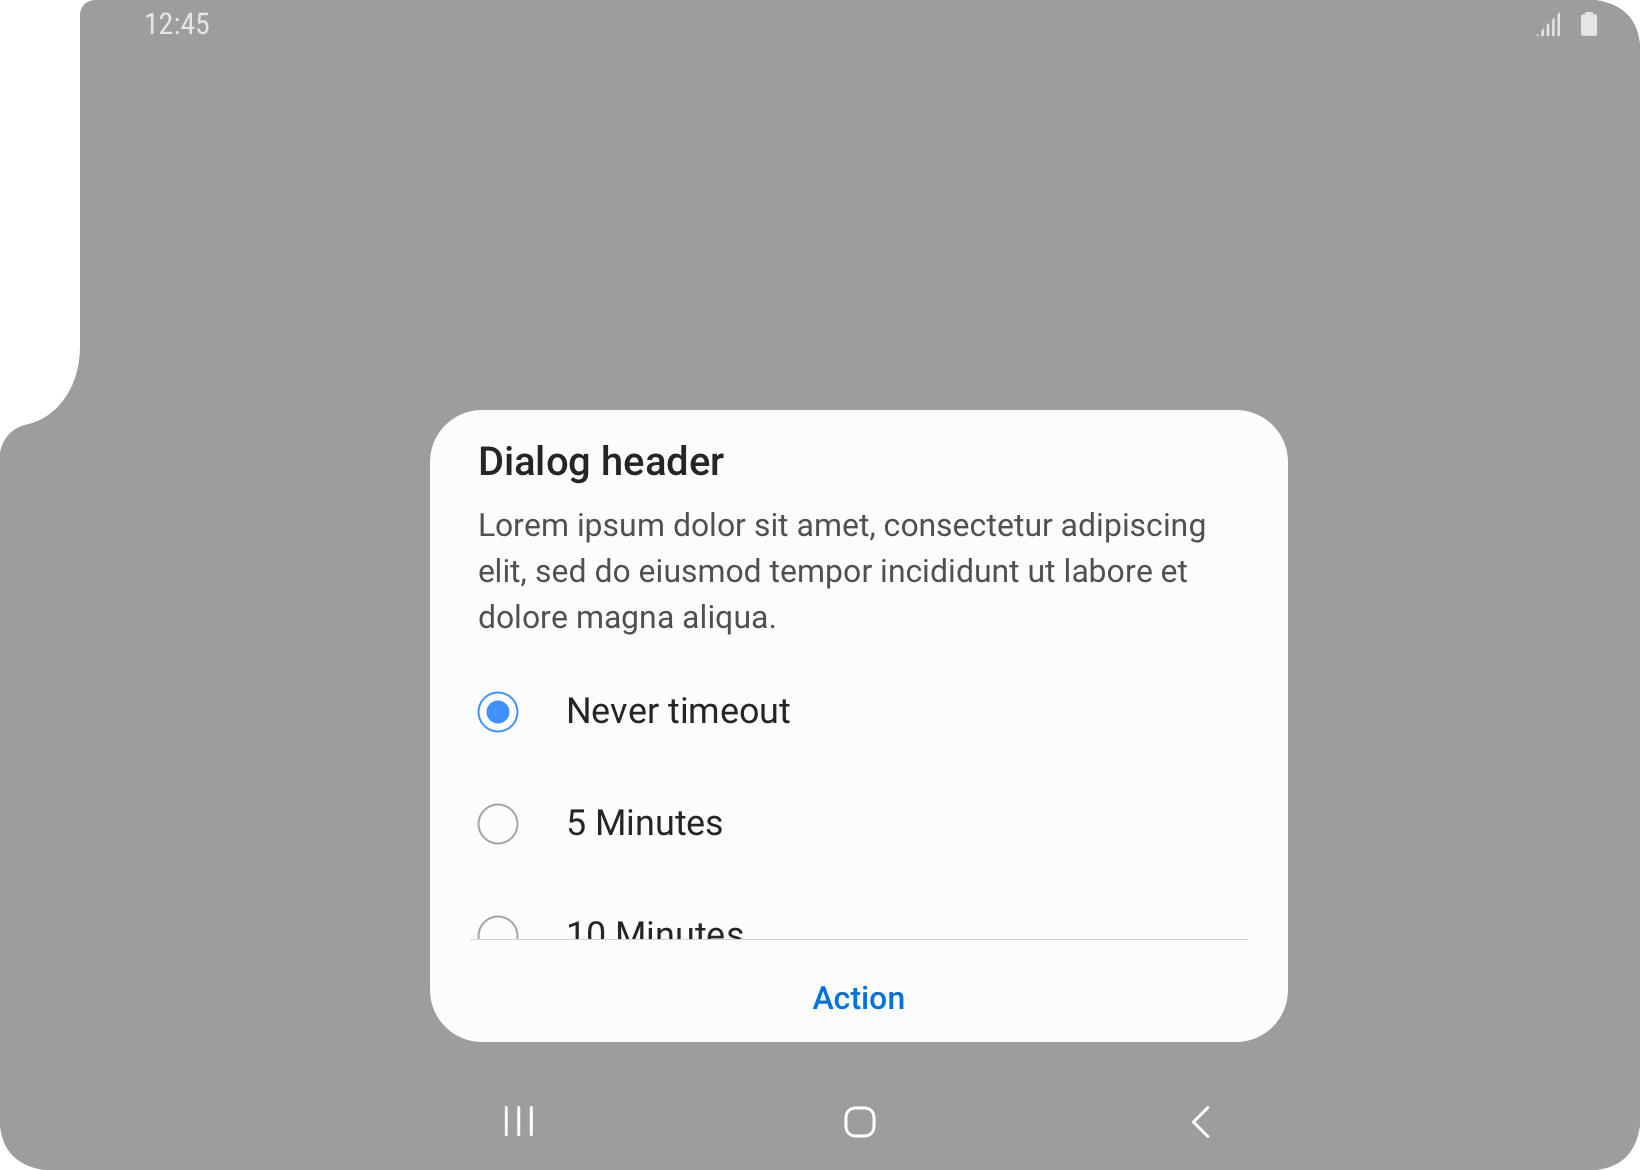 12:45
Dialog header
Lorem ipsum dolor sit amet, consectetur adipiscing
elit, sed do eiusmod tempor incididunt ut labore et
dolore magna aliqua.
Never timeout
5 Minutes
10 Minutes
Action